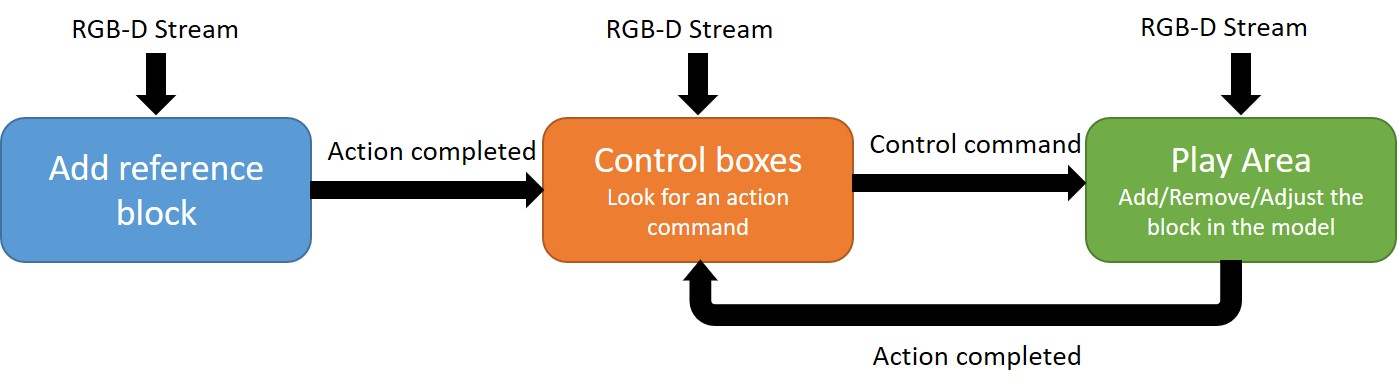 RGB-D Stream
RGB-D Stream
RGB-D Stream
Add reference
block
Action completed
Control boxes
Look for an action
command
Control command
Play Area
Add/Remove/Adjust the
block in the model
Action completed